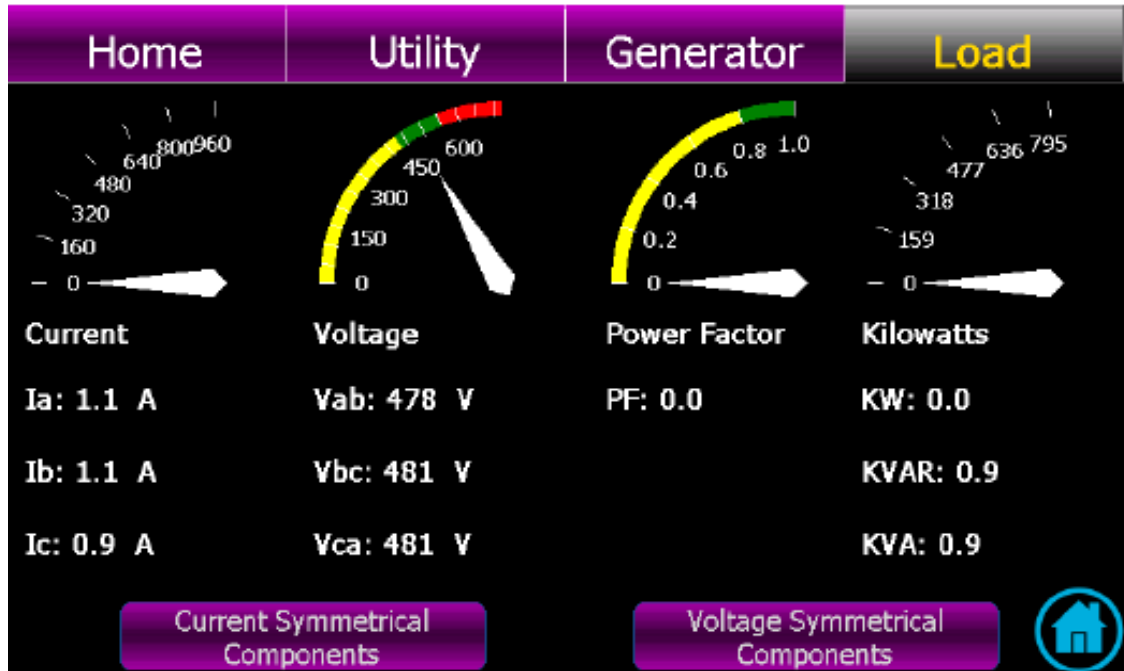 Home Utility Generator Load
0 160 320 480 640 800 960
0 150 300 450 600
0 0.2 0.4 0.6 0.8 1.0
0 159 318 477 636 795
Current Voltage Power Factor Kilowatts
Ia: 1.1 A Vab: 478 V PF: 0.0 KW: 0.0
Ib: 1.1 A Vbc: 481 V KVAR: 0.9
Ic: 0.9 A Vca: 481 V KVA: 0.9
Current Symmetrical
Components
Voltage Symmetrical
Components